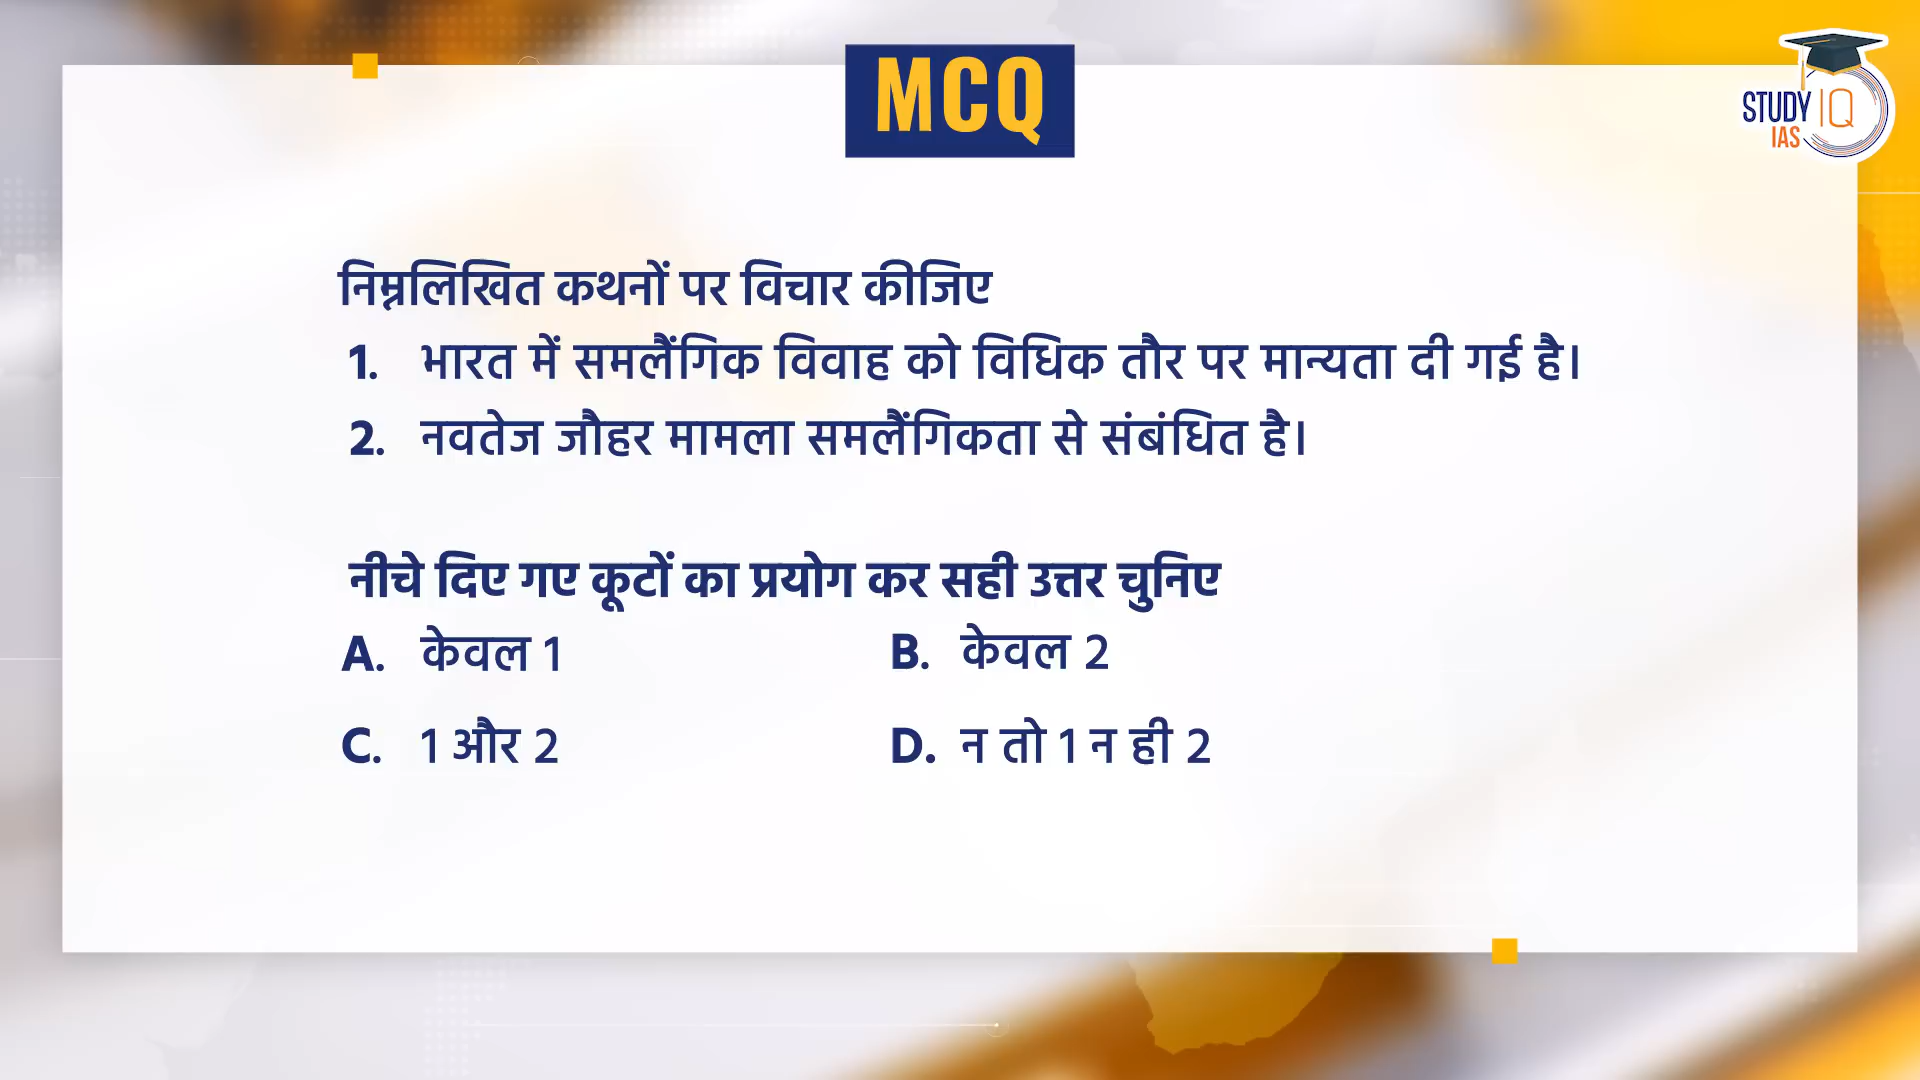 MCQ
STUDY IQ
IAS
निम्नलिखित कथनों पर विचार कीजिए
1. भारत में समलैंगिक विवाह को विधिक तौर पर मान्यता दी गई है।
2. नवतेज जौहर मामला समलैंगिकता से संबंधित है।
नीचे दिए गए कूटों का प्रयोग कर सही उत्तर चुनिए
A. केवल 1 B. केवल 2
C. 1 और 2 D. न तो 1 न ही 2